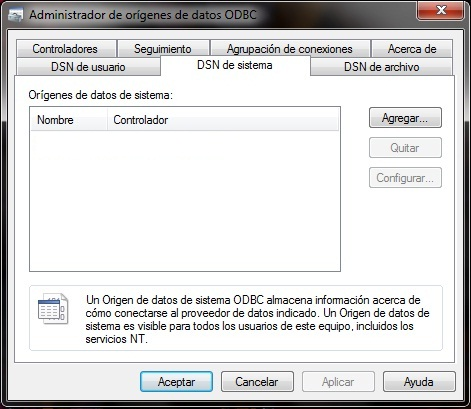 Administrador de orígenes de datos ODBC
Controladores Seguimiento Agrupación de conexiones Acerca de
DSN de usuario DSN de sistema DSN de archivo
Orígenes de datos de sistema:
Nombre Controlador
Agregar...
Quitar
Configurar...
Un Origen de datos de sistema ODBC almacena información acerca de
cómo conectarse al proveedor de datos indicado. Un Origen de datos de
sistema es visible para todos los usuarios de este equipo, incluidos los
servicios NT.
Aceptar Cancelar Aplicar Ayuda